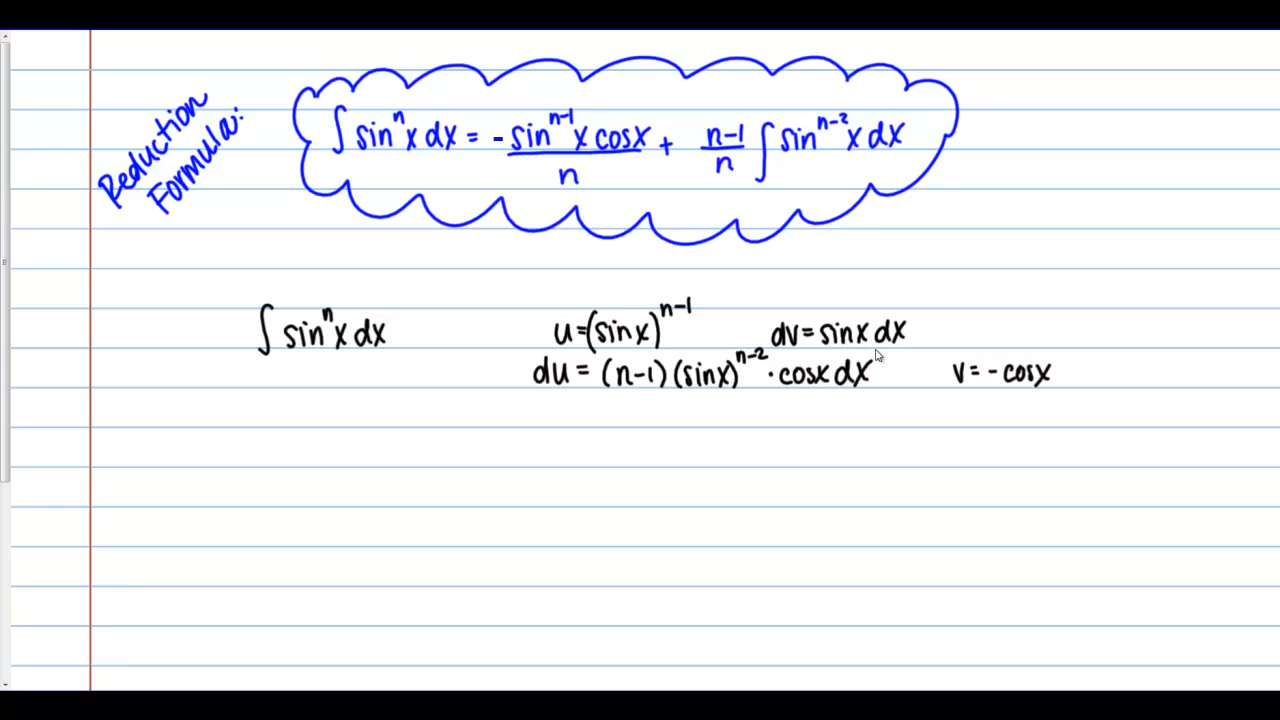 Reduction Formula:
∫ sinⁿx dx = - sinⁿ⁻¹x cosx / n + n-1 / n ∫ sinⁿ⁻²x dx
∫ sinⁿx dx   u=(sinx)ⁿ⁻¹   dv= sinx dx
du = (n-1)(sinx)ⁿ⁻² · cosx dx   v= -cosx